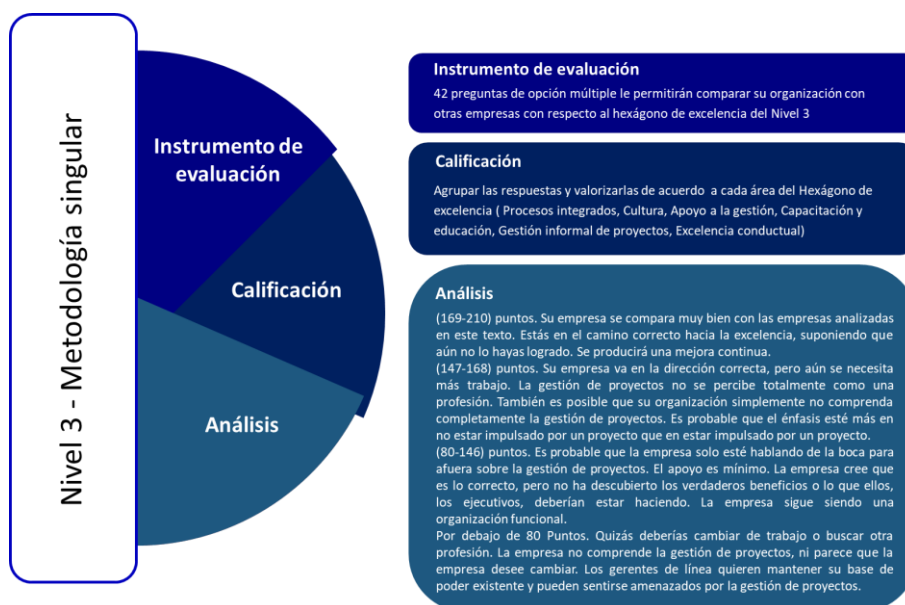 Nivel 3 - Metodología singular
Instrumento de
evaluación
Calificación
Análisis
Instrumento de evaluación
42 preguntas de opción múltiple le permitirán comparar su organización con
otras empresas con respecto al hexágono de excelencia del Nivel 3
Calificación
Agrupar las respuestas y valorizarlas de acuerdo a cada área del Hexágono de
excelencia ( Procesos integrados, Cultura, Apoyo a la gestión, Capacitación y
educación, Gestión informal de proyectos, Excelencia conductual)
Análisis
(169-210) puntos. Su empresa se compara muy bien con las empresas analizadas
en este texto. Estás en el camino correcto hacia la excelencia, suponiendo que
aún no lo hayas logrado. Se producirá una mejora continua.
(147-168) puntos. Su empresa va en la dirección correcta, pero aún se necesita
más trabajo. La gestión de proyectos no se percibe totalmente como una
profesión. También es posible que su organización simplemente no comprenda
completamente la gestión de proyectos. Es probable que el énfasis esté más en
no estar impulsado por un proyecto que en estar impulsado por un proyecto.
(80-146) puntos. Es probable que la empresa solo esté hablando de la boca para
afuera sobre la gestión de proyectos. El apoyo es mínimo. La empresa cree que
es lo correcto, pero no ha descubierto los verdaderos beneficios o lo que ellos,
los ejecutivos, deberían estar haciendo. La empresa sigue siendo una
organización funcional.
Por debajo de 80 Puntos. Quizás deberías cambiar de trabajo o buscar otra
profesión. La empresa no comprende la gestión de proyectos, ni parece que la
empresa desee cambiar. Los gerentes de línea quieren mantener su base de
poder existente y pueden sentirse amenazados por la gestión de proyectos.